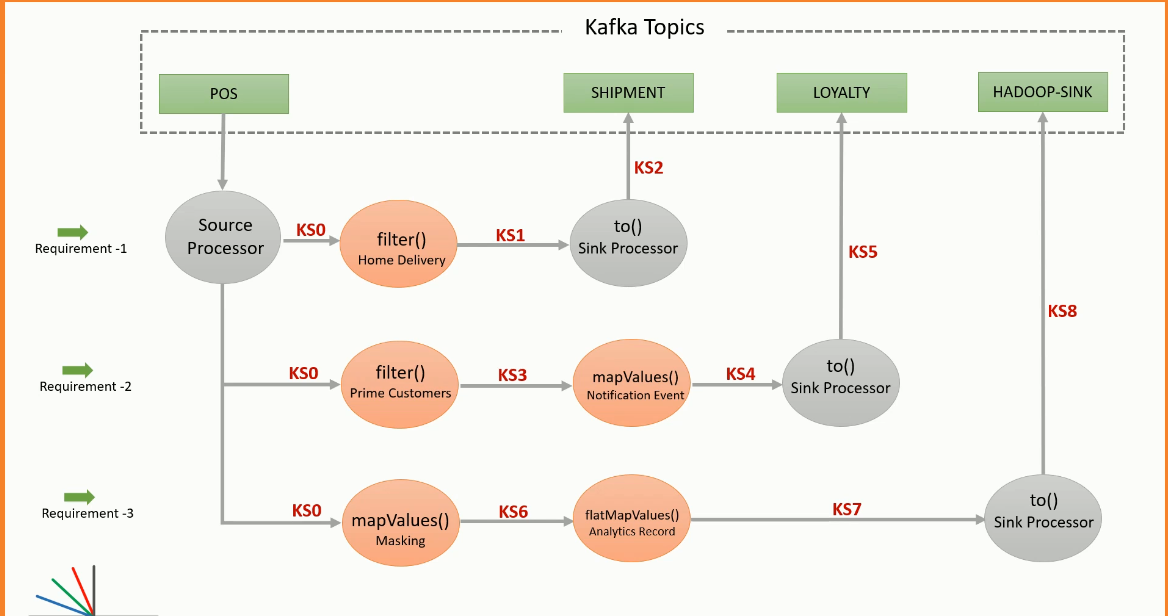 Kafka Topics
POS
SHIPMENT
LOYALTY
HADOOP-SINK
KS2
Requirement -1
Source
Processor
KS0
filter()
Home Delivery
KS1
to()
Sink Processor
KS5
KS8
Requirement -2
KS0
filter()
Prime Customers
KS3
mapValues()
Notification Event
KS4
to()
Sink Processor
Requirement -3
KS0
mapValues()
Masking
KS6
flatMapValues()
Analytics Record
KS7
to()
Sink Processor